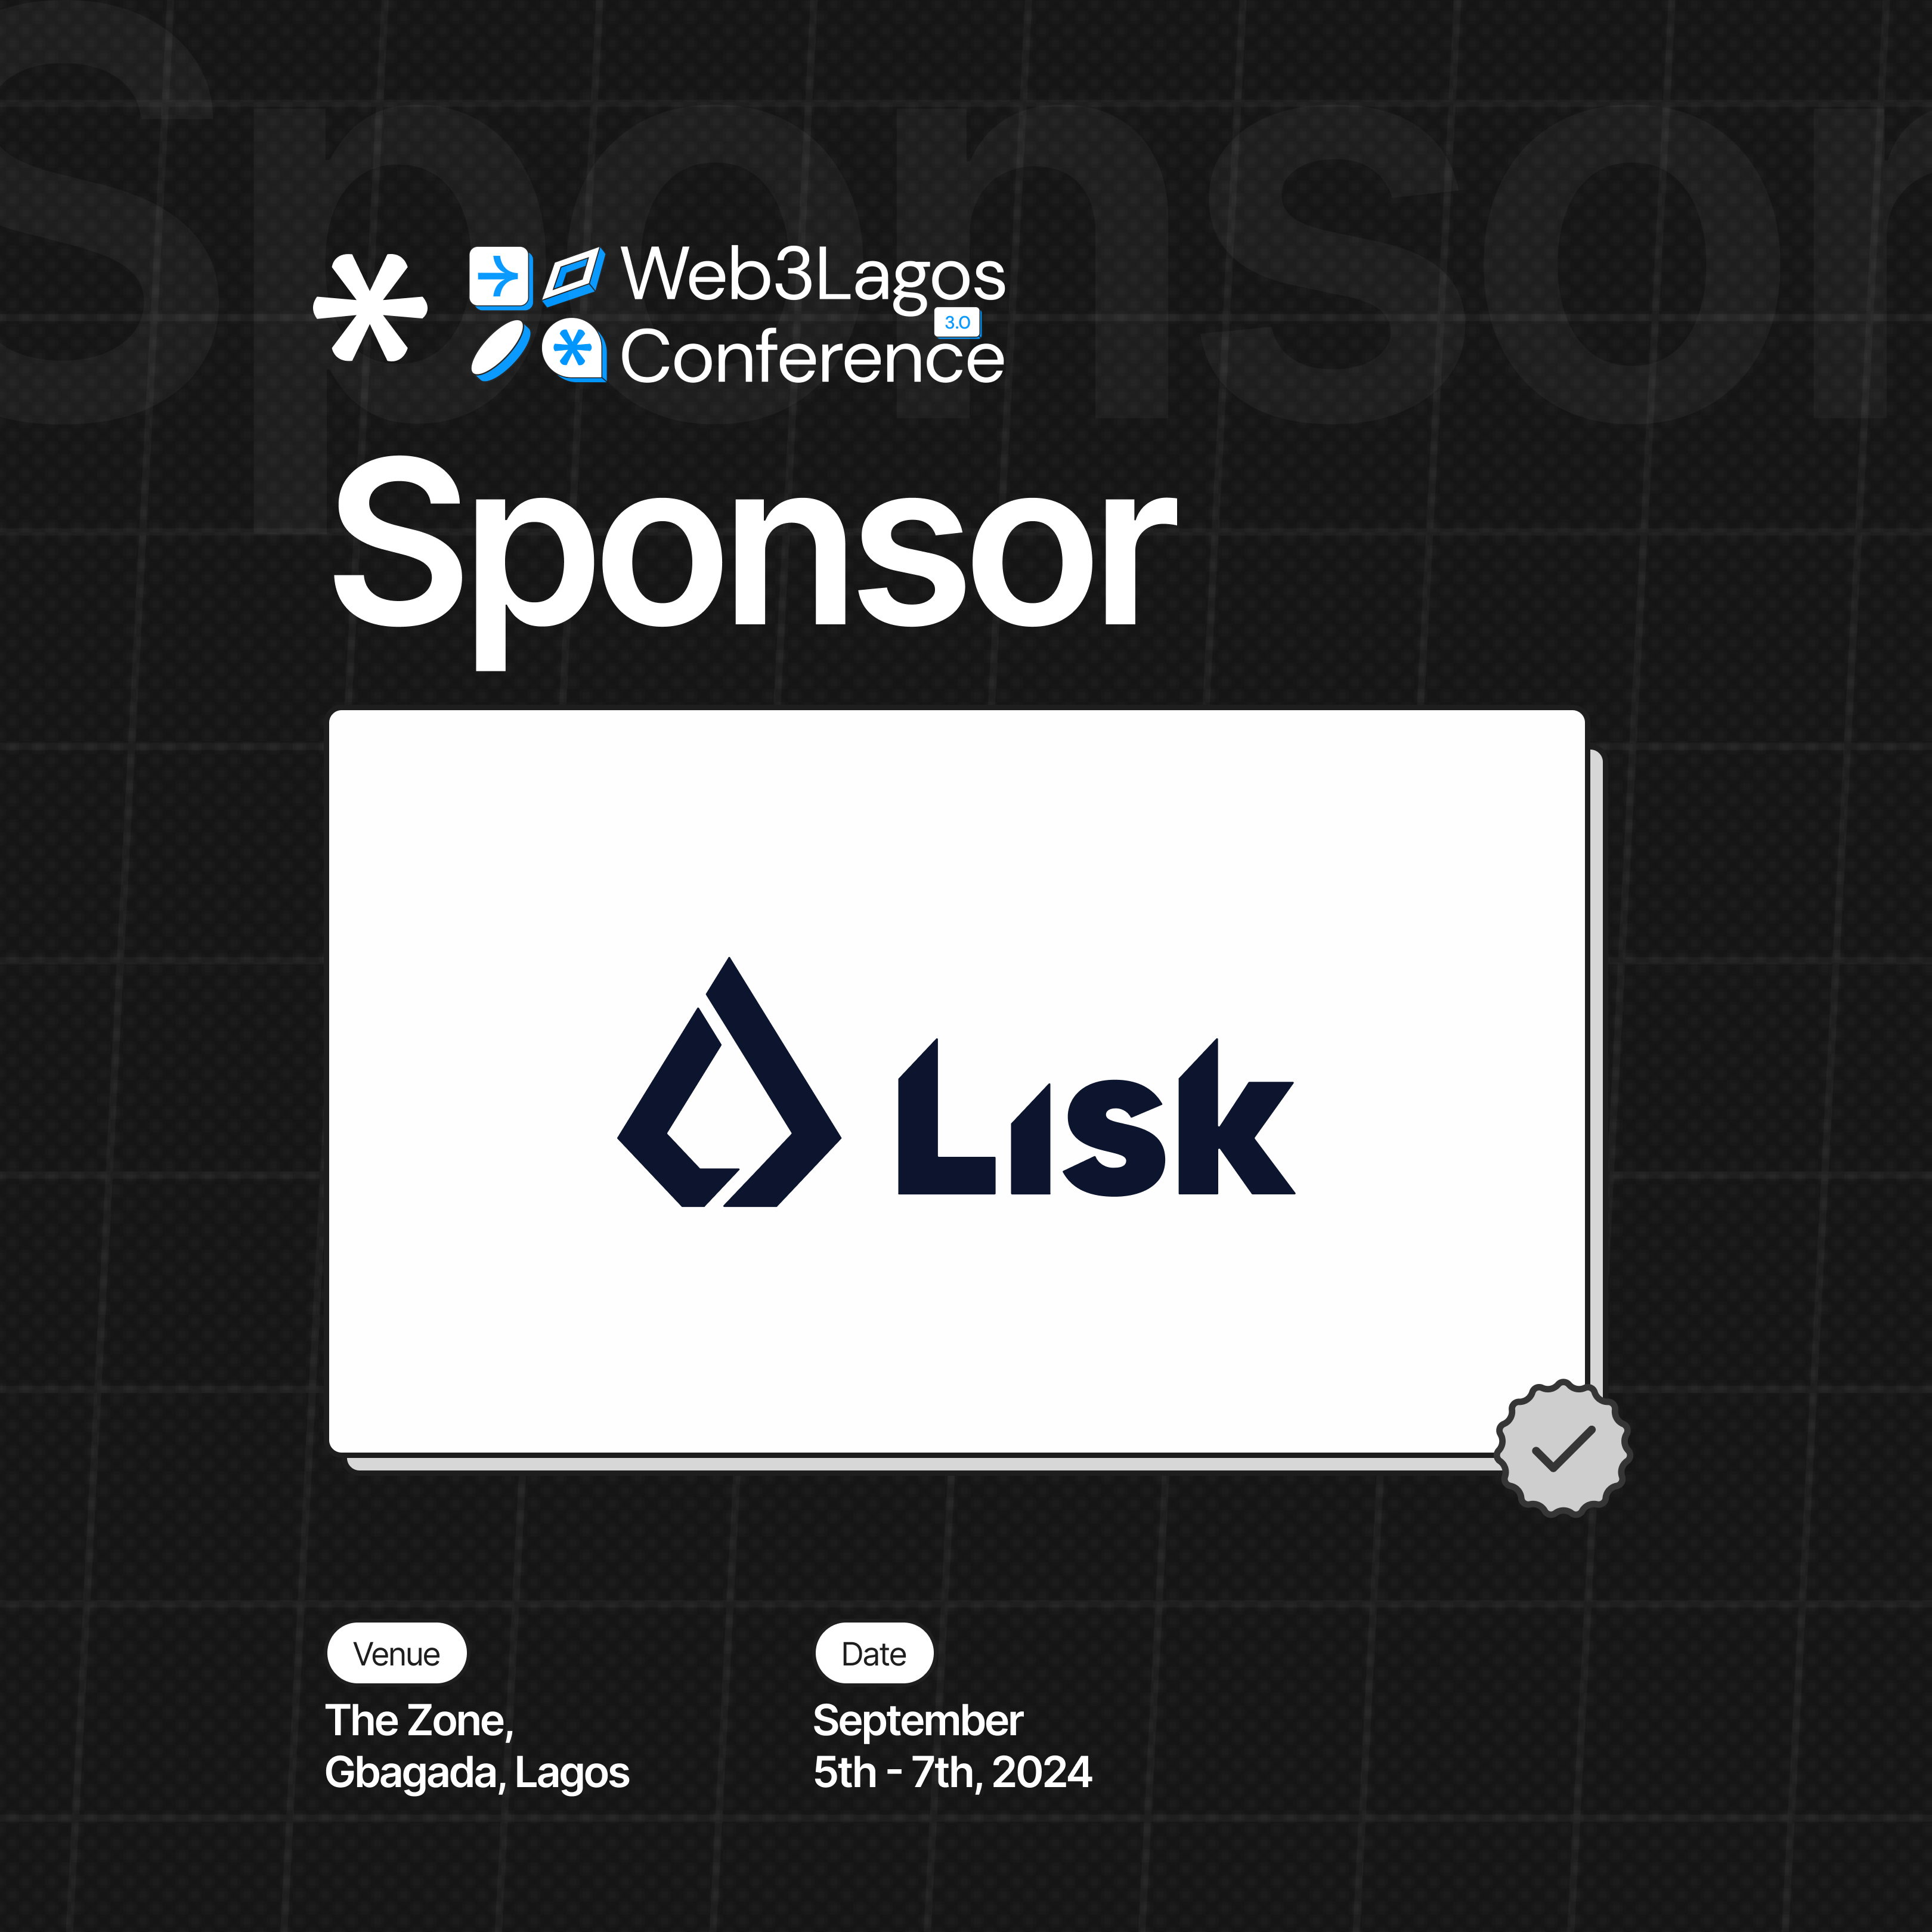 Sponsor
Web3Lagos
3.0
Conference
Sponsor
Lisk
Venue
The Zone,
Gbagada, Lagos
Date
September
5th - 7th, 2024